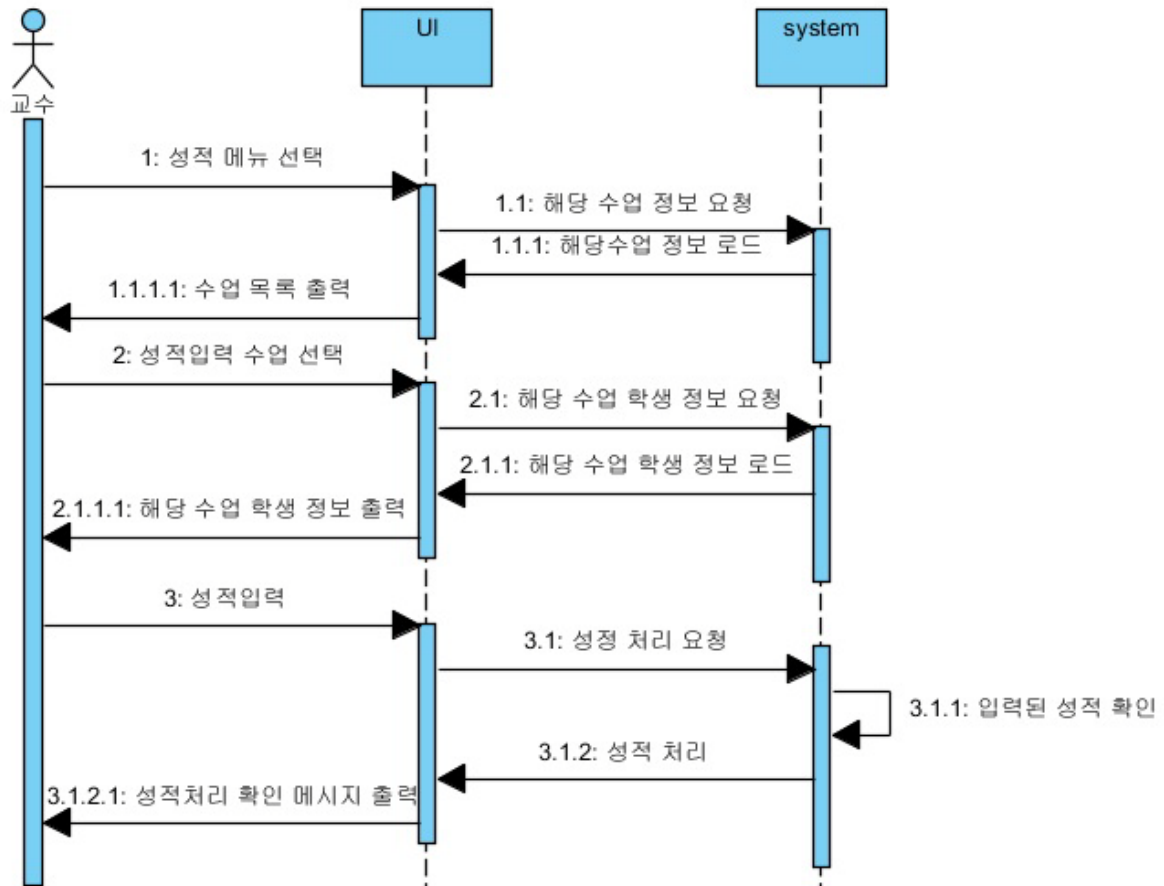 UI
system
교수
1: 성적 메뉴 선택
1.1: 해당 수업 정보 요청
1.1.1: 해당수업 정보 로드
1.1.1.1: 수업 목록 출력
2: 성적입력 수업 선택
2.1: 해당 수업 학생 정보 요청
2.1.1: 해당 수업 학생 정보 로드
2.1.1.1: 해당 수업 학생 정보 출력
3: 성적입력
3.1: 성정 처리 요청
3.1.1: 입력된 성적 확인
3.1.2: 성적 처리
3.1.2.1: 성적처리 확인 메시지 출력